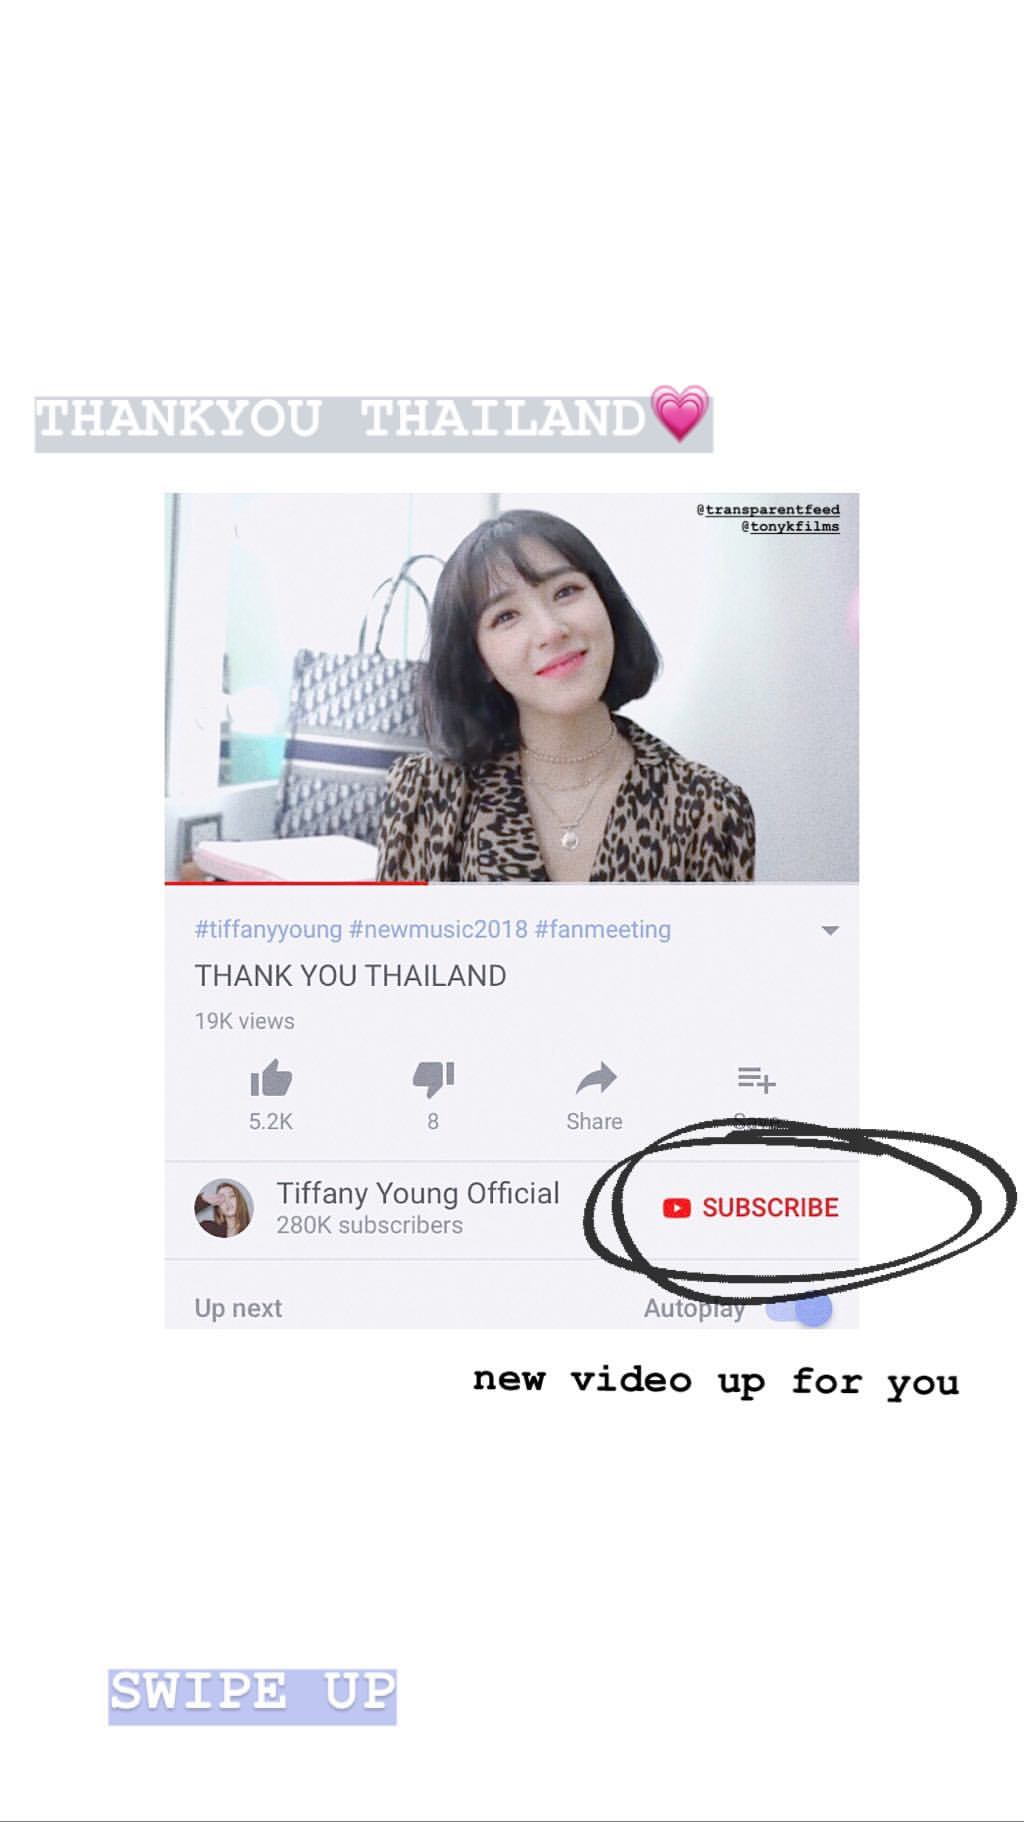 THANKYOU THAILAND💗
@transparentfeed
@tonykfilms
#tiffanyyoung #newmusic2018 #fanmeeting
THANK YOU THAILAND
19K views
5.2K
8
Share
Save
Tiffany Young Official
280K subscribers
SUBSCRIBE
Up next
Autoplay
new video up for you
SWIPE UP